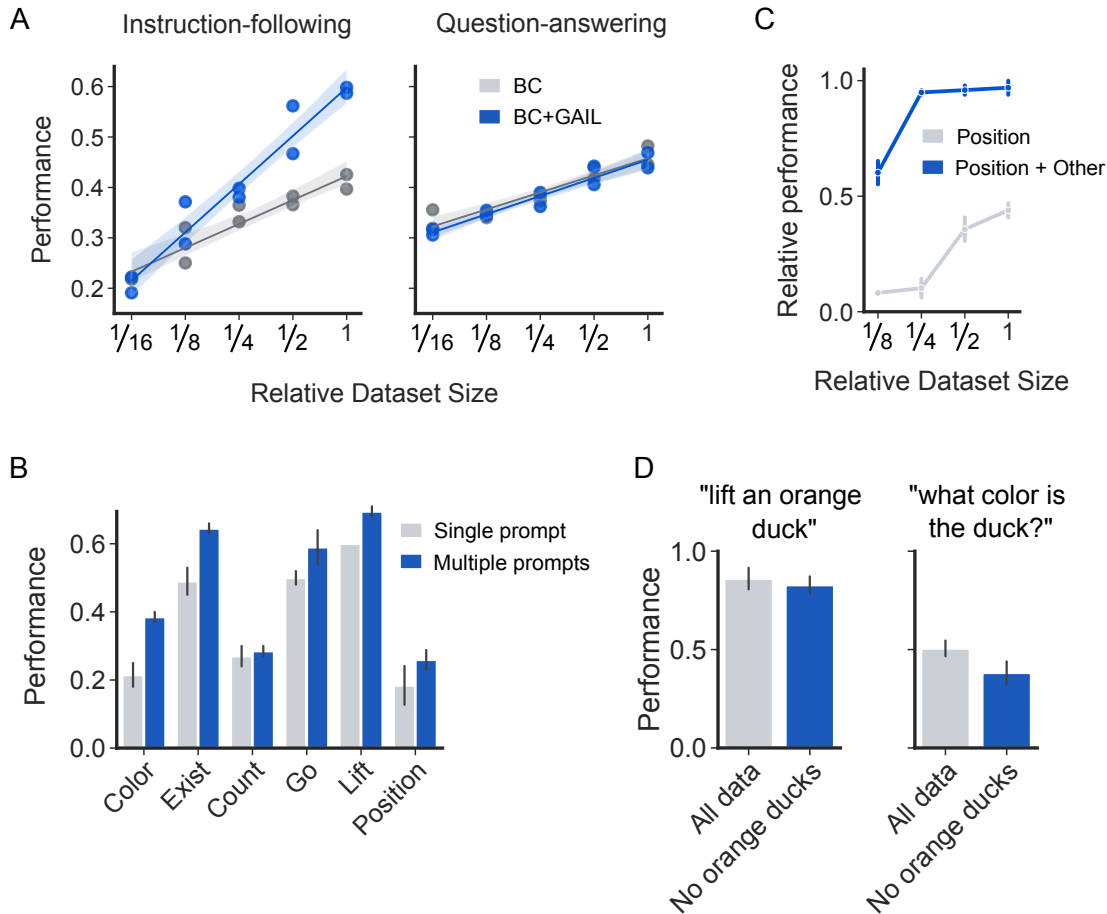 A
Instruction-following
Question-answering
Performance
0.6
0.5
0.4
0.3
0.2
BC
BC+GAIL
1/16
1/8
1/4
1/2
1
1/16
1/8
1/4
1/2
1
Relative Dataset Size
C
Relative performance
1.0
0.5
0.0
Position
Position + Other
1/8
1/4
1/2
1
Relative Dataset Size
B
Performance
0.6
0.4
0.2
0.0
Single prompt
Multiple prompts
Color
Exist
Count
Go
Lift
Position
D
"lift an orange
duck"
"what color is
the duck?"
Performance
1.0
0.5
0.0
All data
No orange ducks
All data
No orange ducks